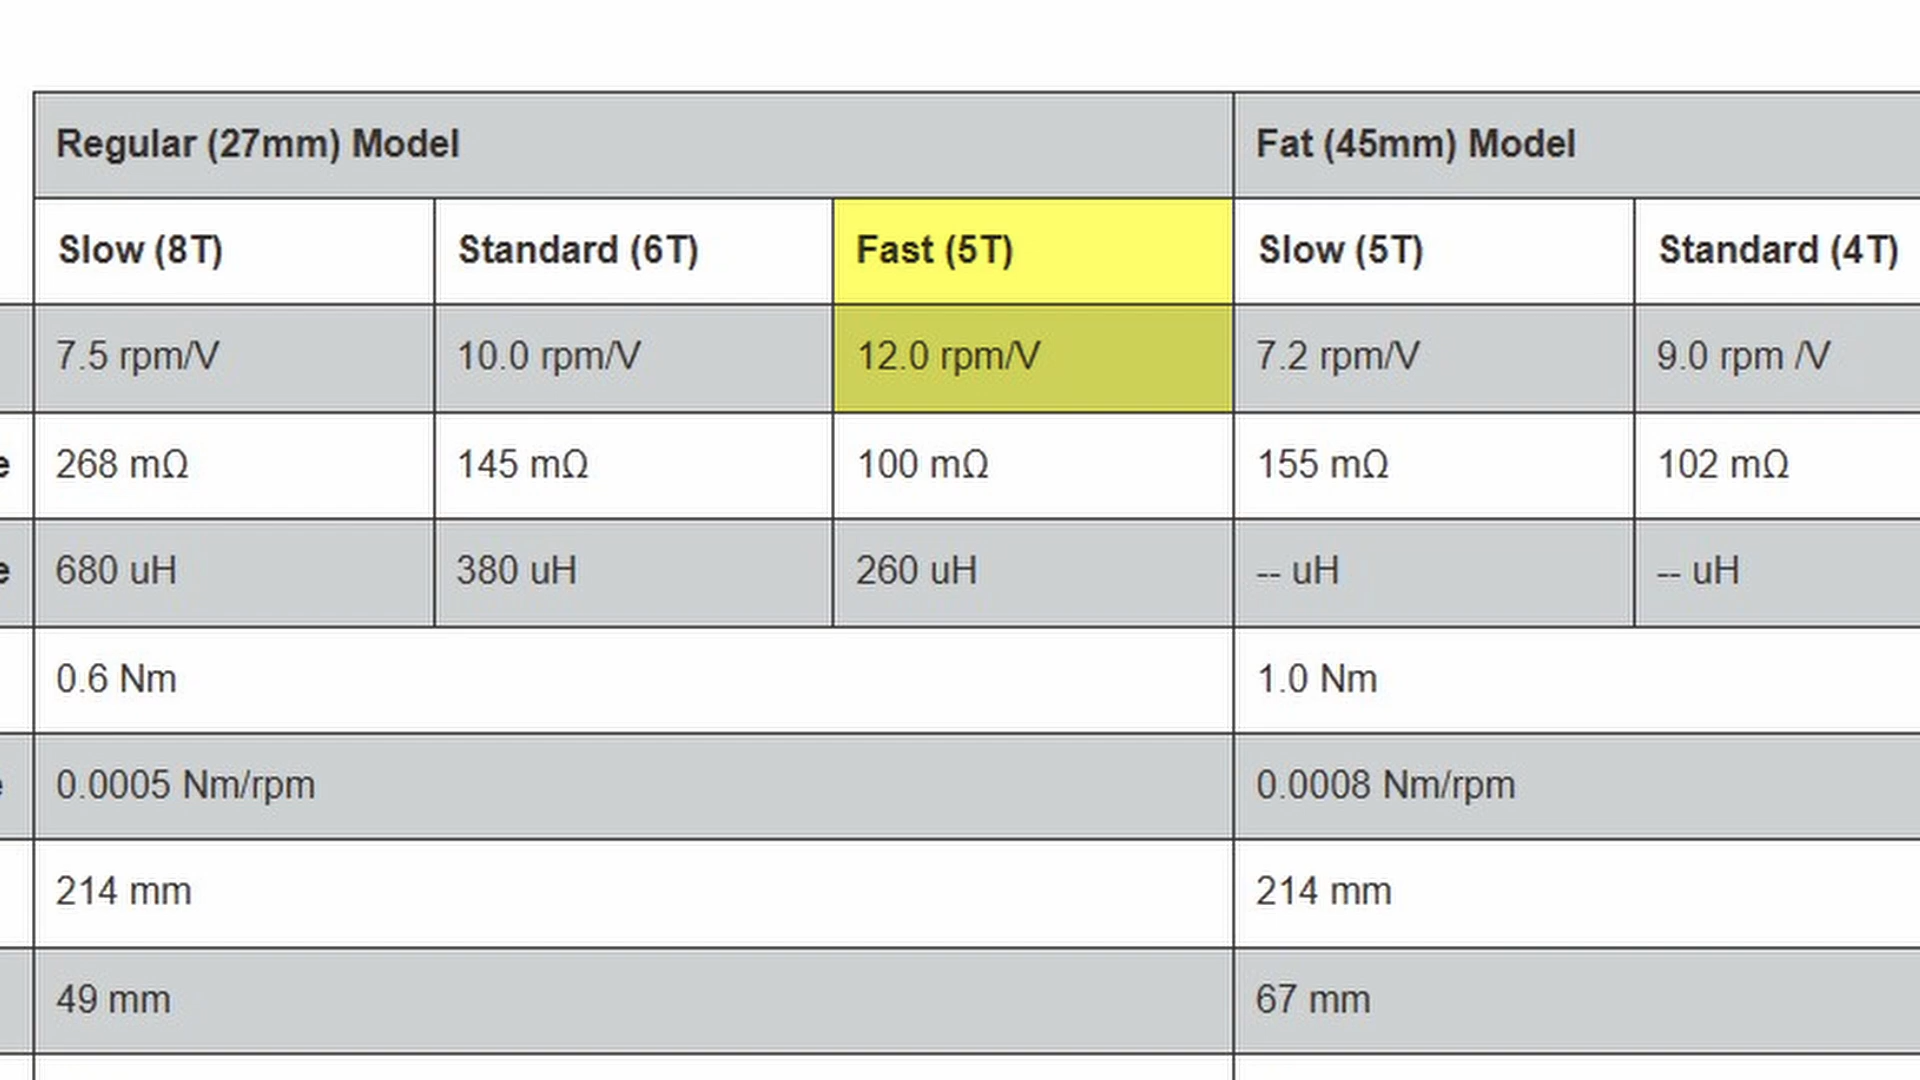 Regular (27mm) Model Fat (45mm) Model
Slow (8T) Standard (6T) Fast (5T) Slow (5T) Standard (4T)
7.5 rpm/V 10.0 rpm/V 12.0 rpm/V 7.2 rpm/V 9.0 rpm /V
e 268 mΩ 145 mΩ 100 mΩ 155 mΩ 102 mΩ
e 680 uH 380 uH 260 uH -- uH -- uH
0.6 Nm 1.0 Nm
e 0.0005 Nm/rpm 0.0008 Nm/rpm
214 mm 214 mm
49 mm 67 mm